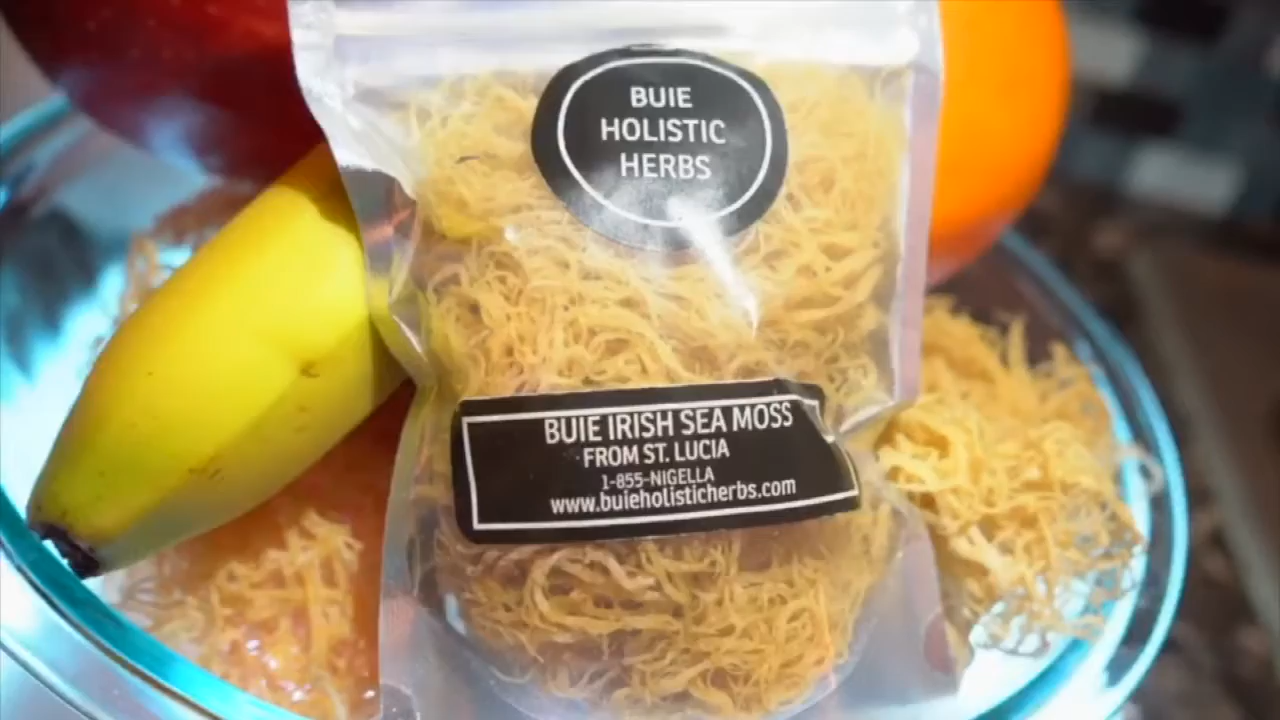 BUIE
HOLISTIC
HERBS
BUIE IRISH SEA MOSS
FROM ST. LUCIA
1-855-NIGELLA
www.buieholisticherbs.com